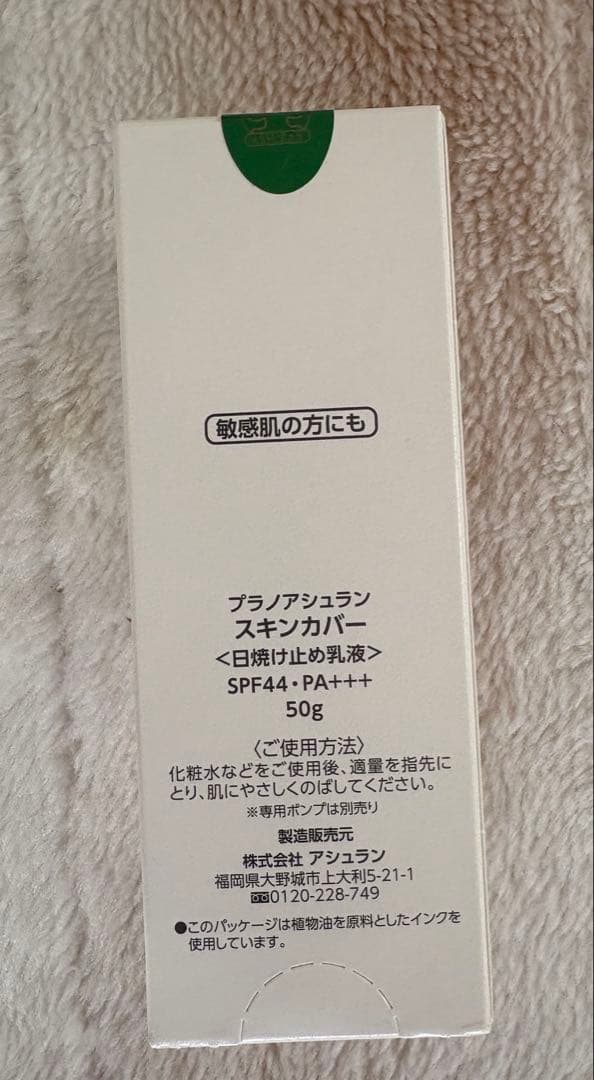 敏感肌の方にも
プラノアシュラン
スキンカバー
<日焼け止め乳液>
SPF44・PA+++
50g
〈ご使用方法〉
化粧水などをご使用後、適量を指先に
とり、肌にやさしくのばしてください。
※専用ポンプは別売り
製造販売元
株式会社 アシュラン
福岡県大野城市上大利5-21-1
0120-228-749
●このパッケージは植物油を原料としたインクを
使用しています。